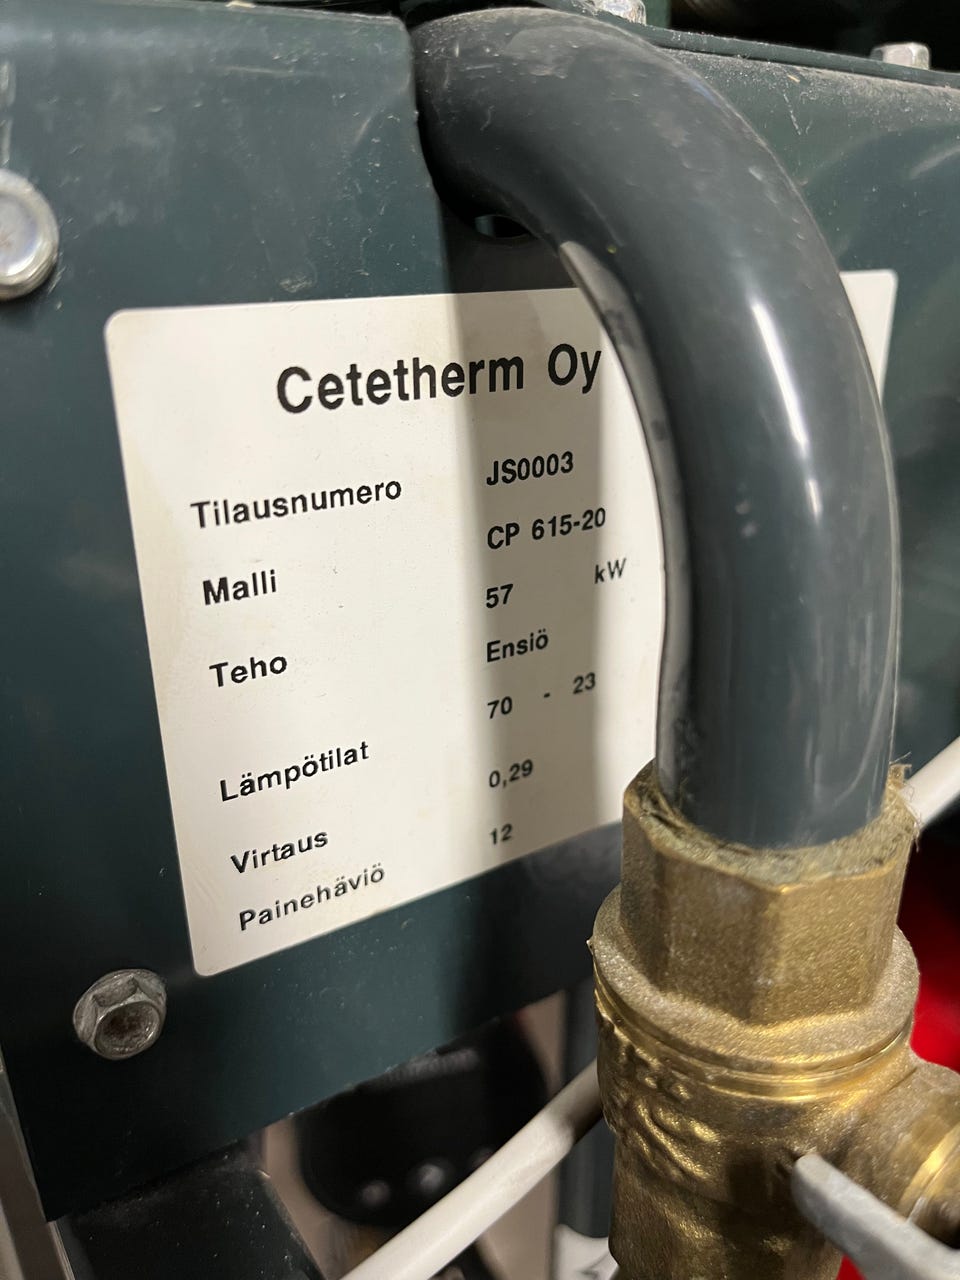 Cetetherm Oy
Tilausnumero JS0003
Malli CP 615-20
Teho 57 kW
Ensiö
Lämpötilat 70 - 23
Virtaus 0,29
Painehäviö 12